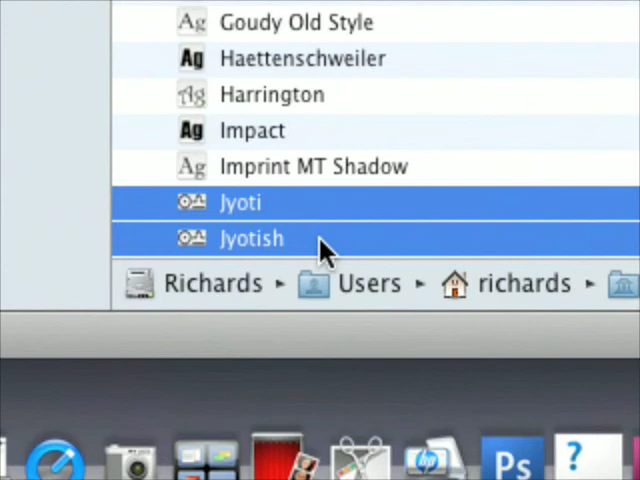 Ag Goudy Old Style
Ag Haettenschweiler
Ag Harrington
Ag Impact
Ag Imprint MT Shadow
Jyoti
Jyotish
Richards Users richards
hp Ps ?